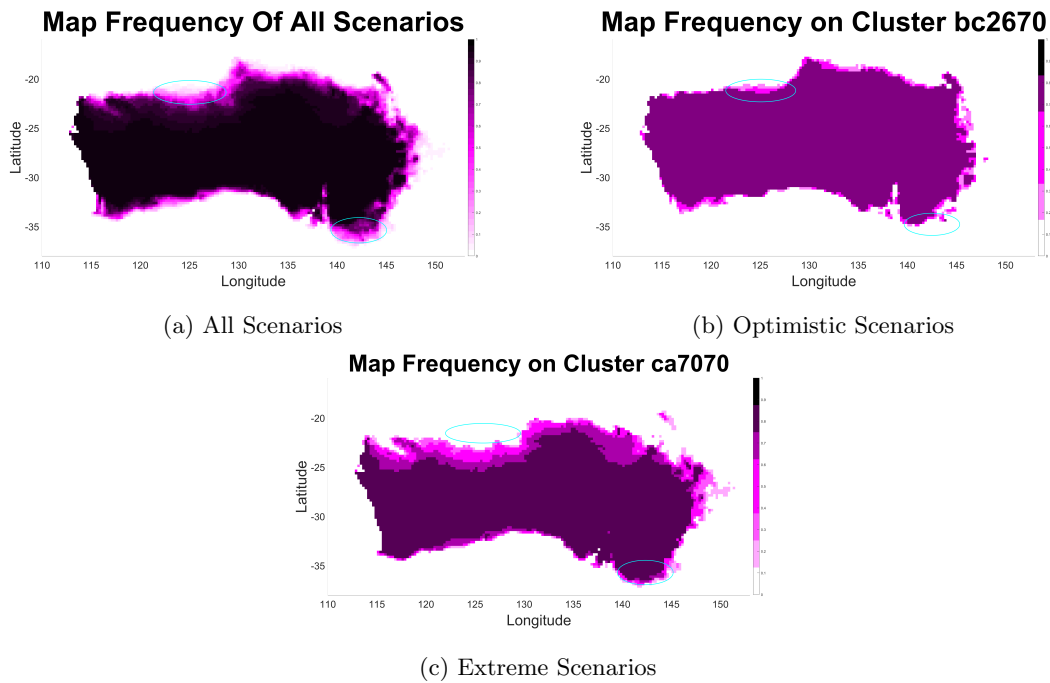 Map Frequency Of All Scenarios
Latitude
-20
-25
-30
-35
110 115 120 125 130 135 140 145 150
Longitude
(a) All Scenarios
Map Frequency on Cluster bc2670
Latitude
-20
-25
-30
-35
110 115 120 125 130 135 140 145 150
Longitude
(b) Optimistic Scenarios
Map Frequency on Cluster ca7070
Latitude
-20
-25
-30
-35
110 115 120 125 130 135 140 145 150
Longitude
(c) Extreme Scenarios